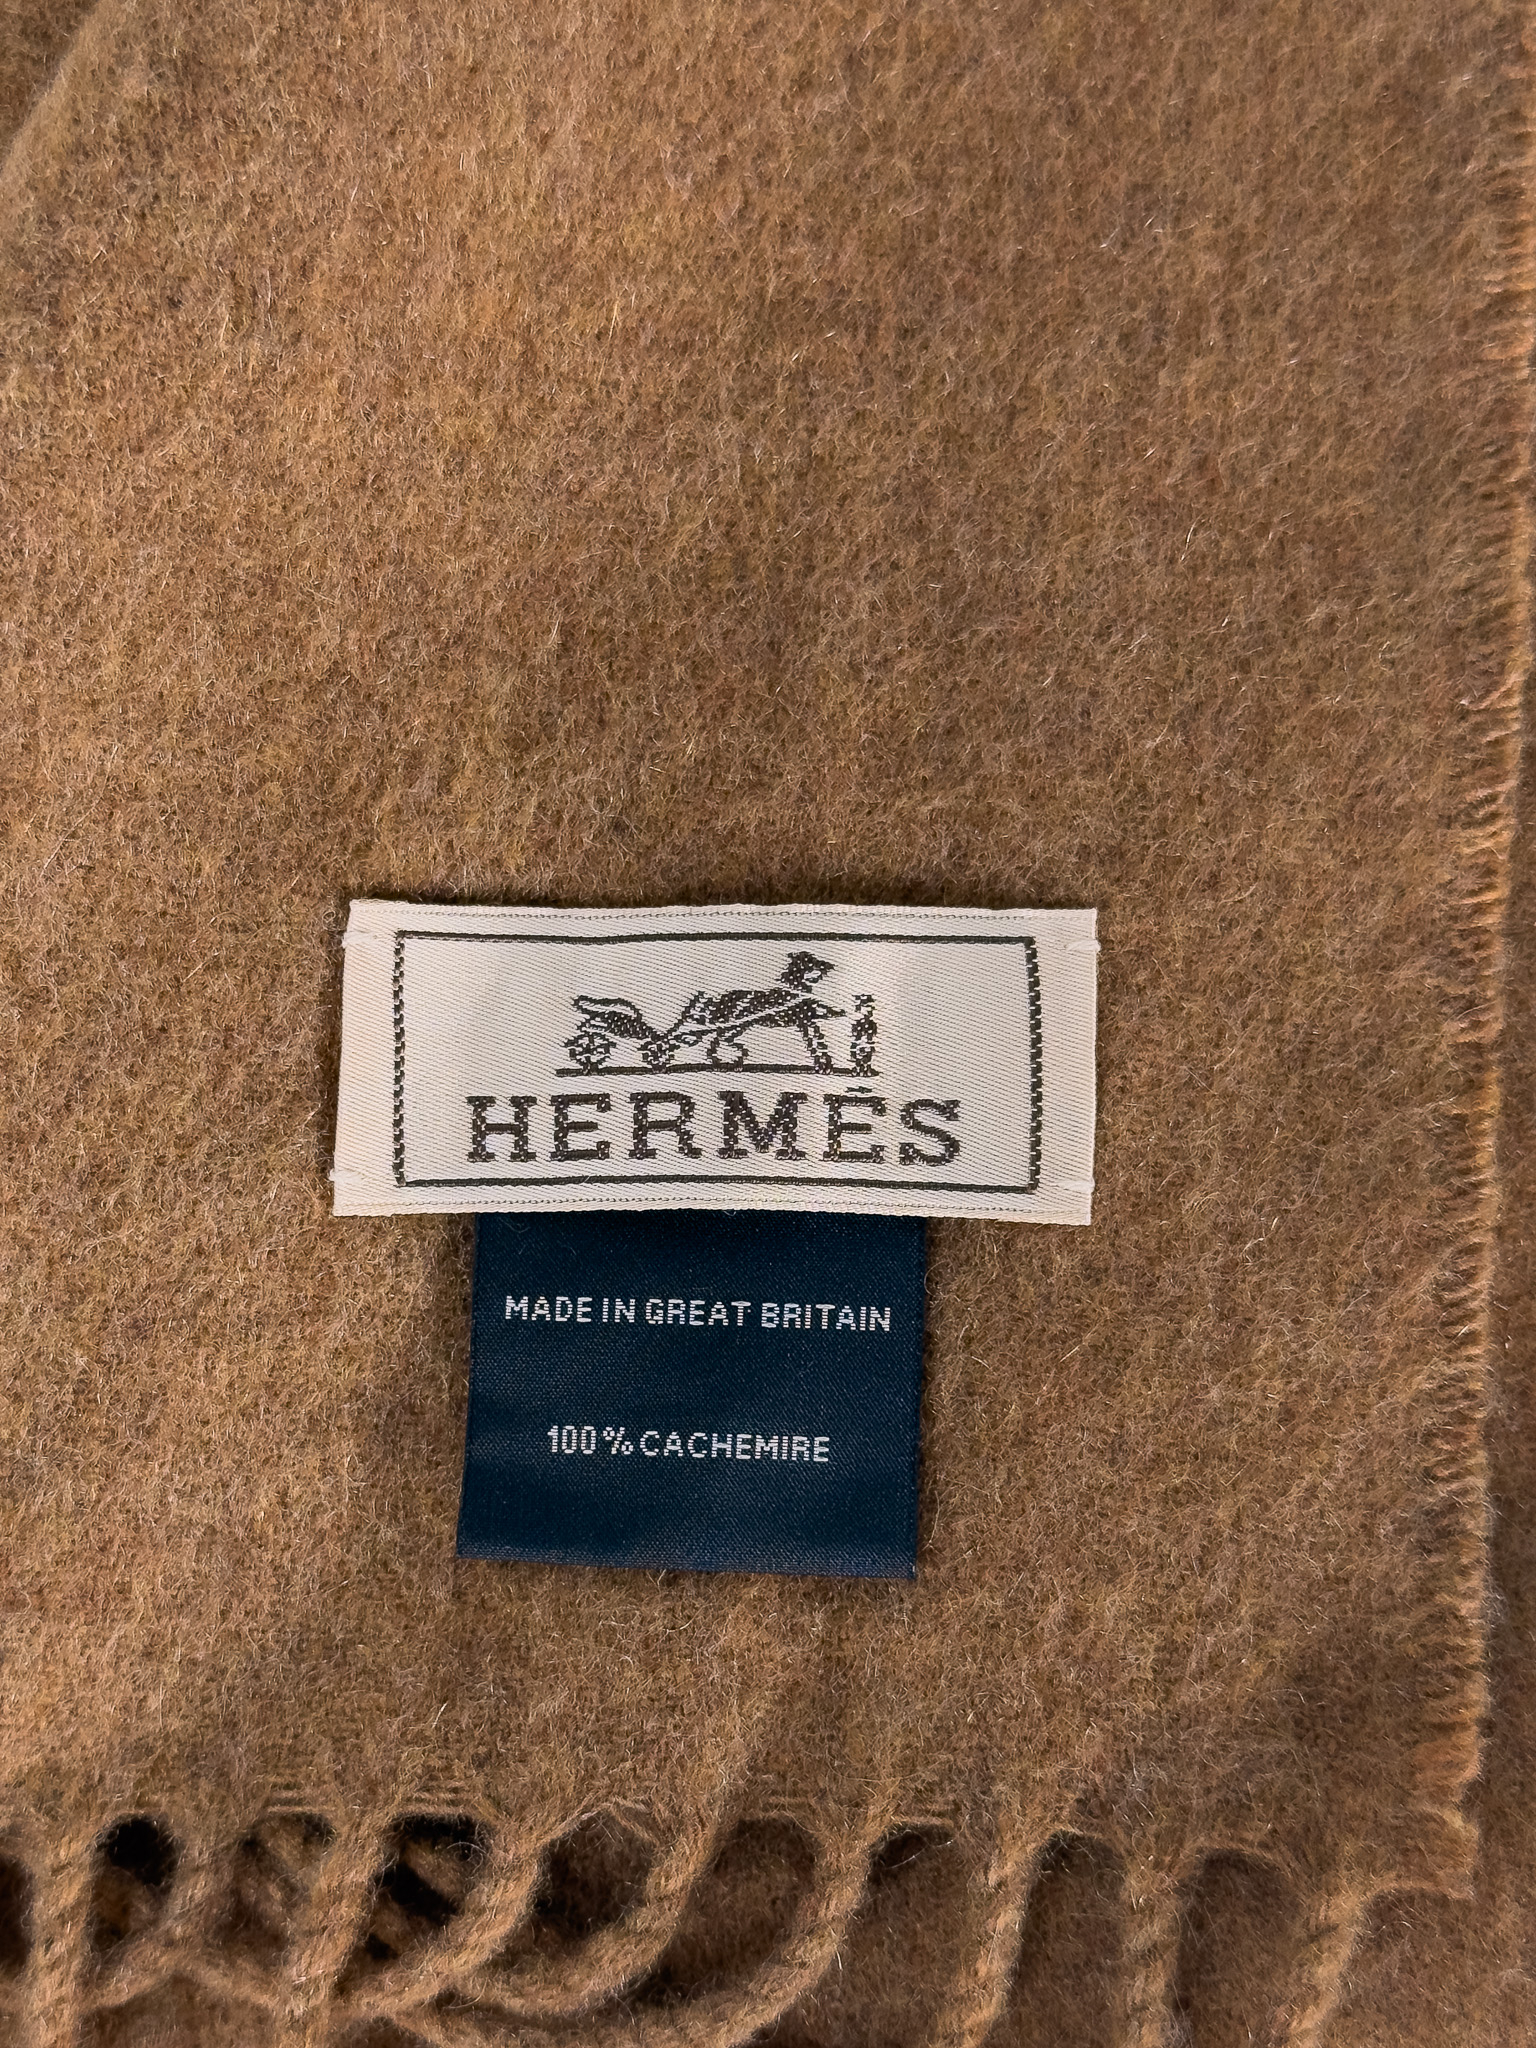 HERMÈS
MADE IN GREAT BRITAIN
100% CACHEMIRE